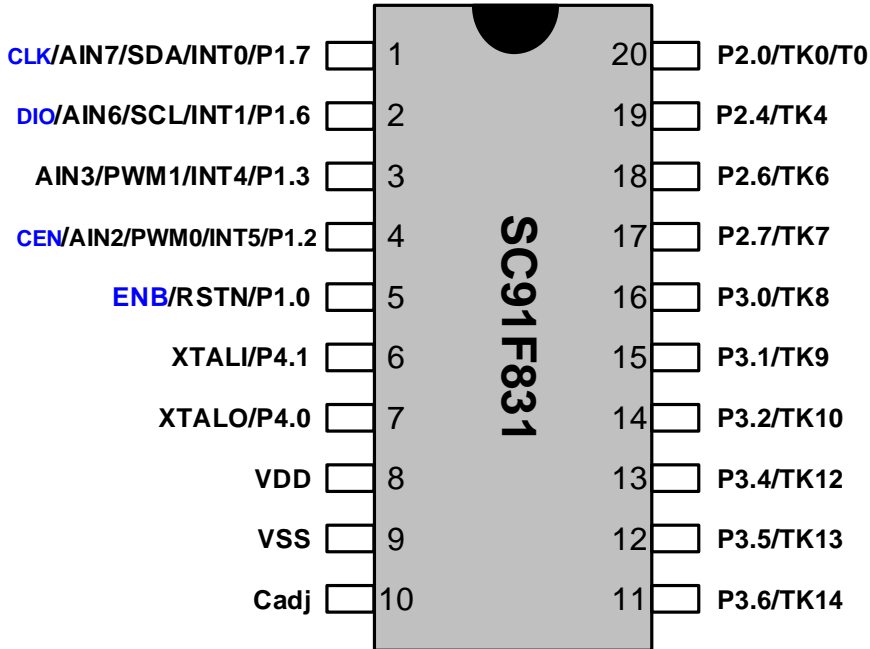 CLK/AIN7/SDA/INT0/P1.7 1 20 P2.0/TK0/T0
DIO/AIN6/SCL/INT1/P1.6 2 19 P2.4/TK4
AIN3/PWM1/INT4/P1.3 3 18 P2.6/TK6
CEN/AIN2/PWM0/INT5/P1.2 4 17 P2.7/TK7
ENB/RSTN/P1.0 5 16 P3.0/TK8
XTALI/P4.1 6 15 P3.1/TK9
XTALO/P4.0 7 14 P3.2/TK10
VDD 8 13 P3.4/TK12
VSS 9 12 P3.5/TK13
Cadj 10 11 P3.6/TK14
SC91F831